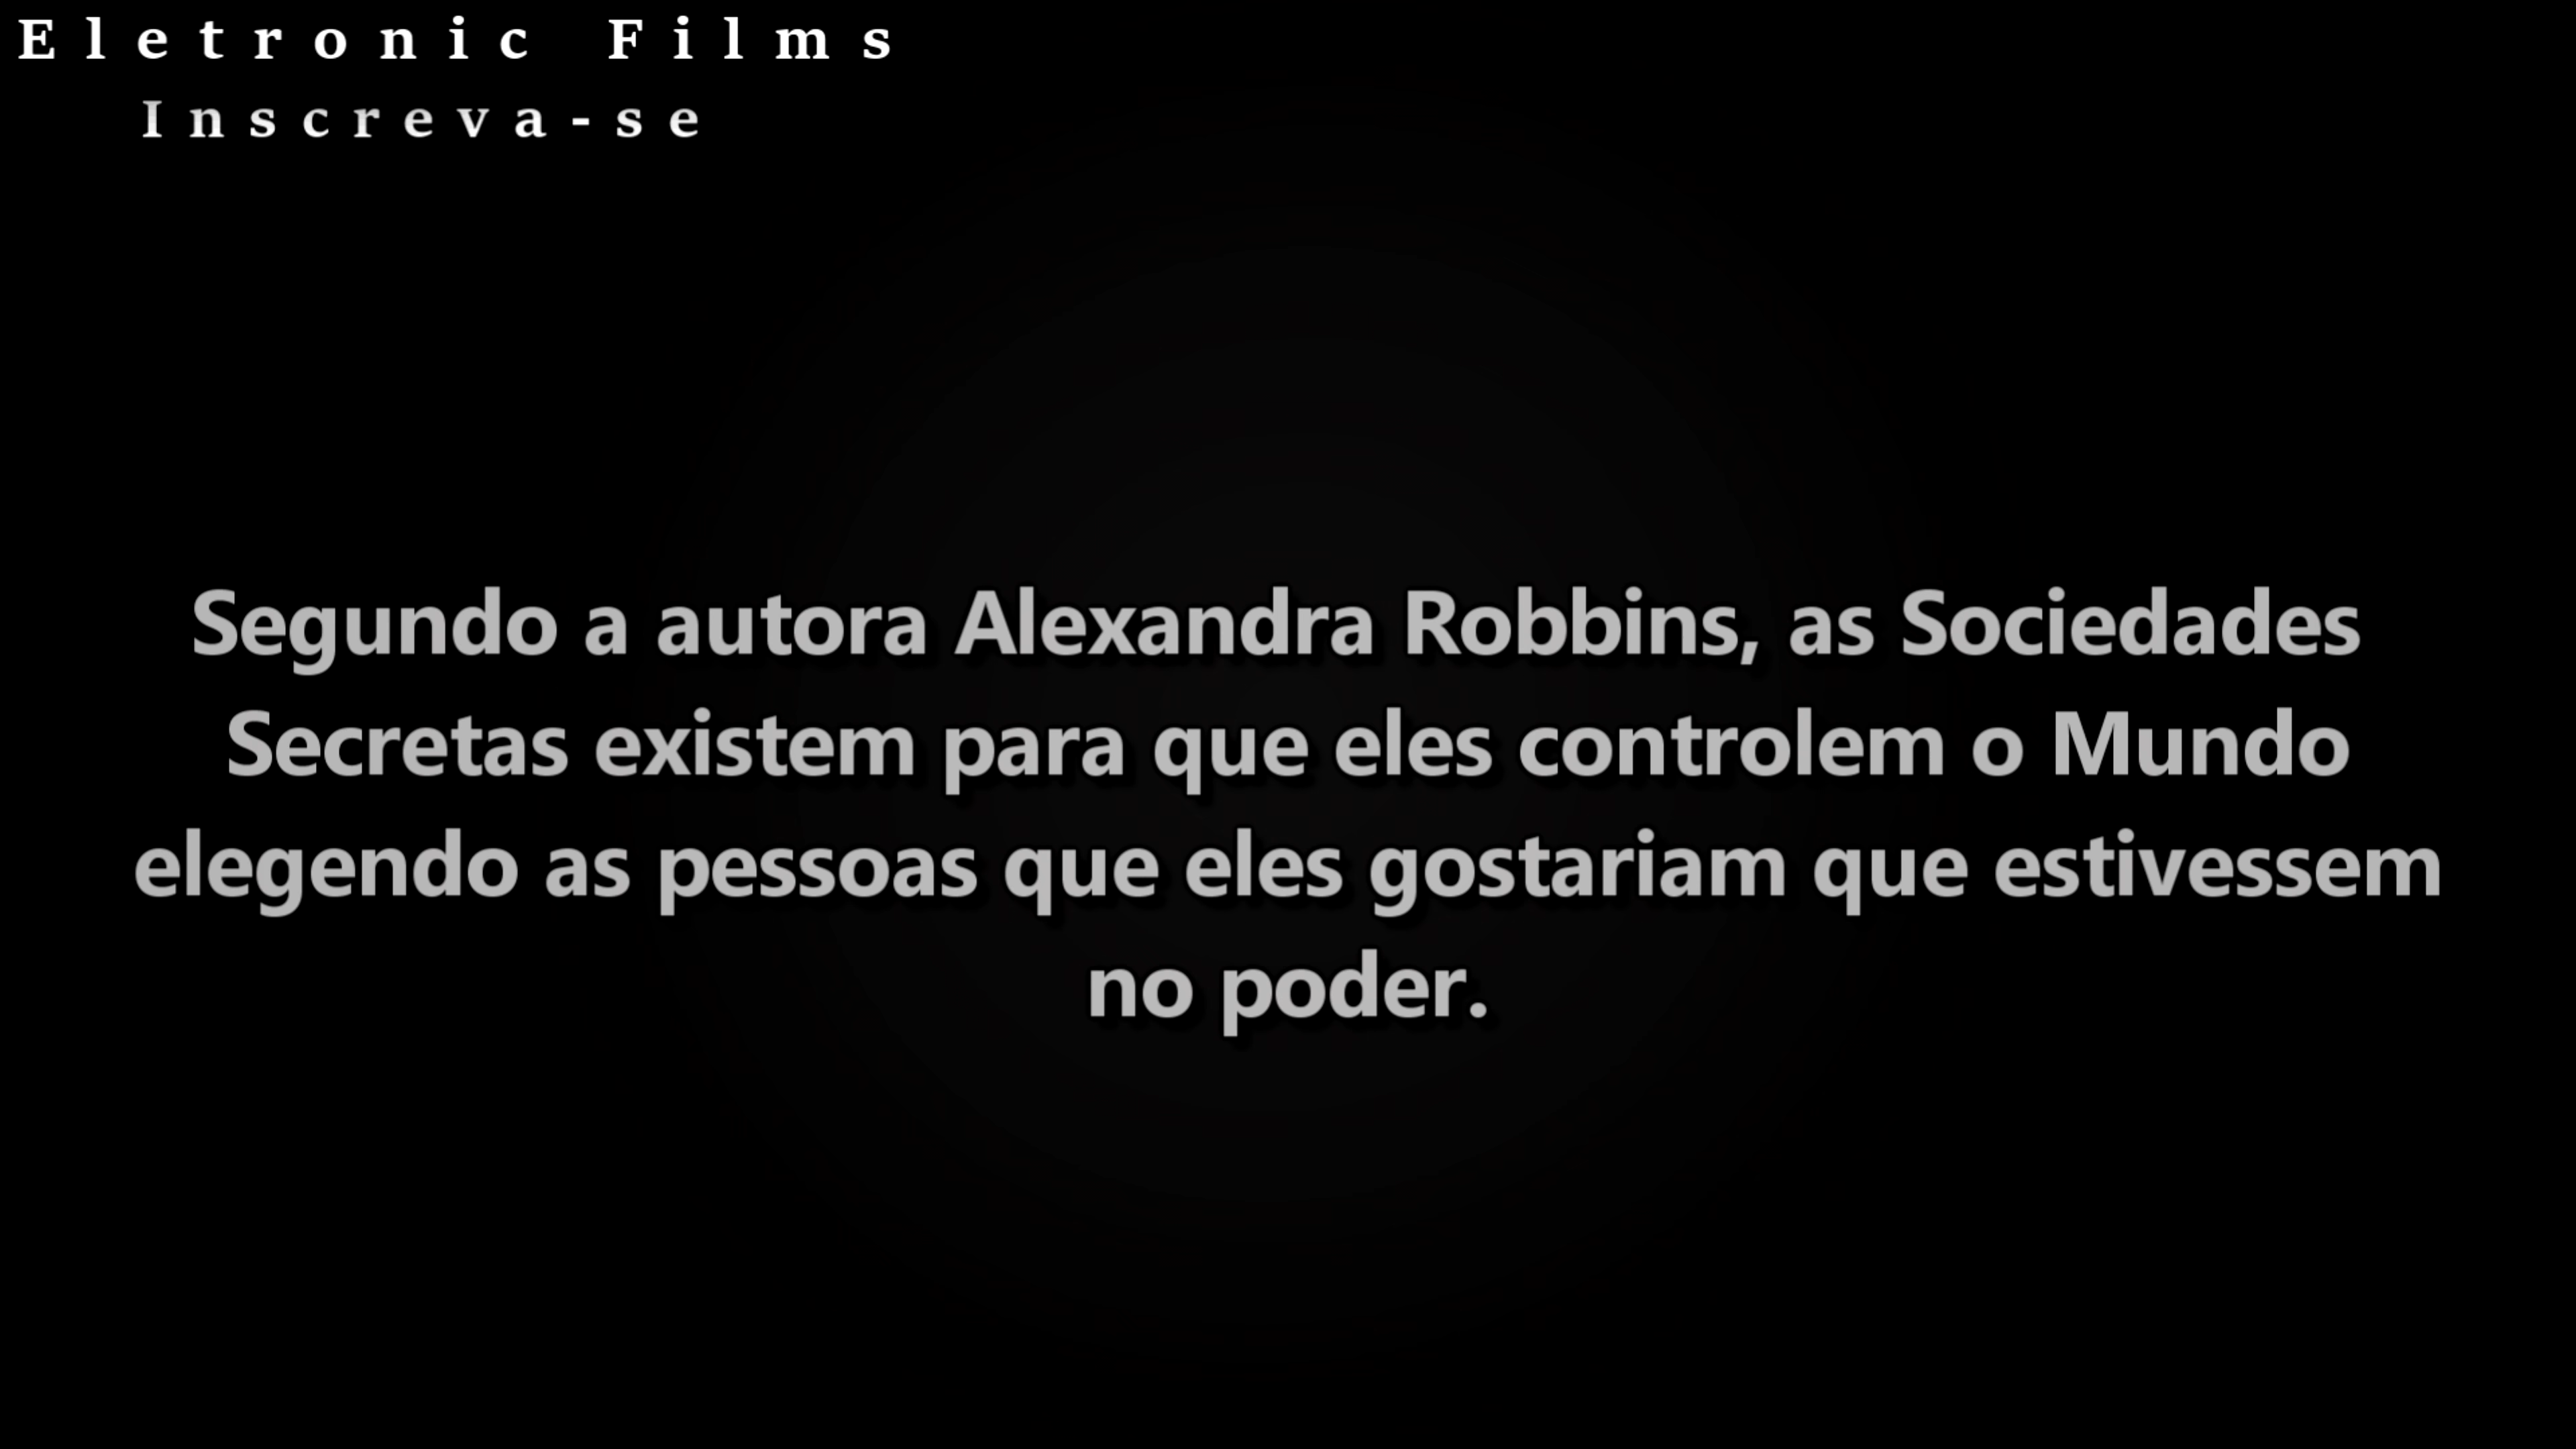 Eletronic Films
Inscreva-se
Segundo a autora Alexandra Robbins, as Sociedades
Secretas existem para que eles controlem o Mundo
elegendo as pessoas que eles gostariam que estivessem
no poder.